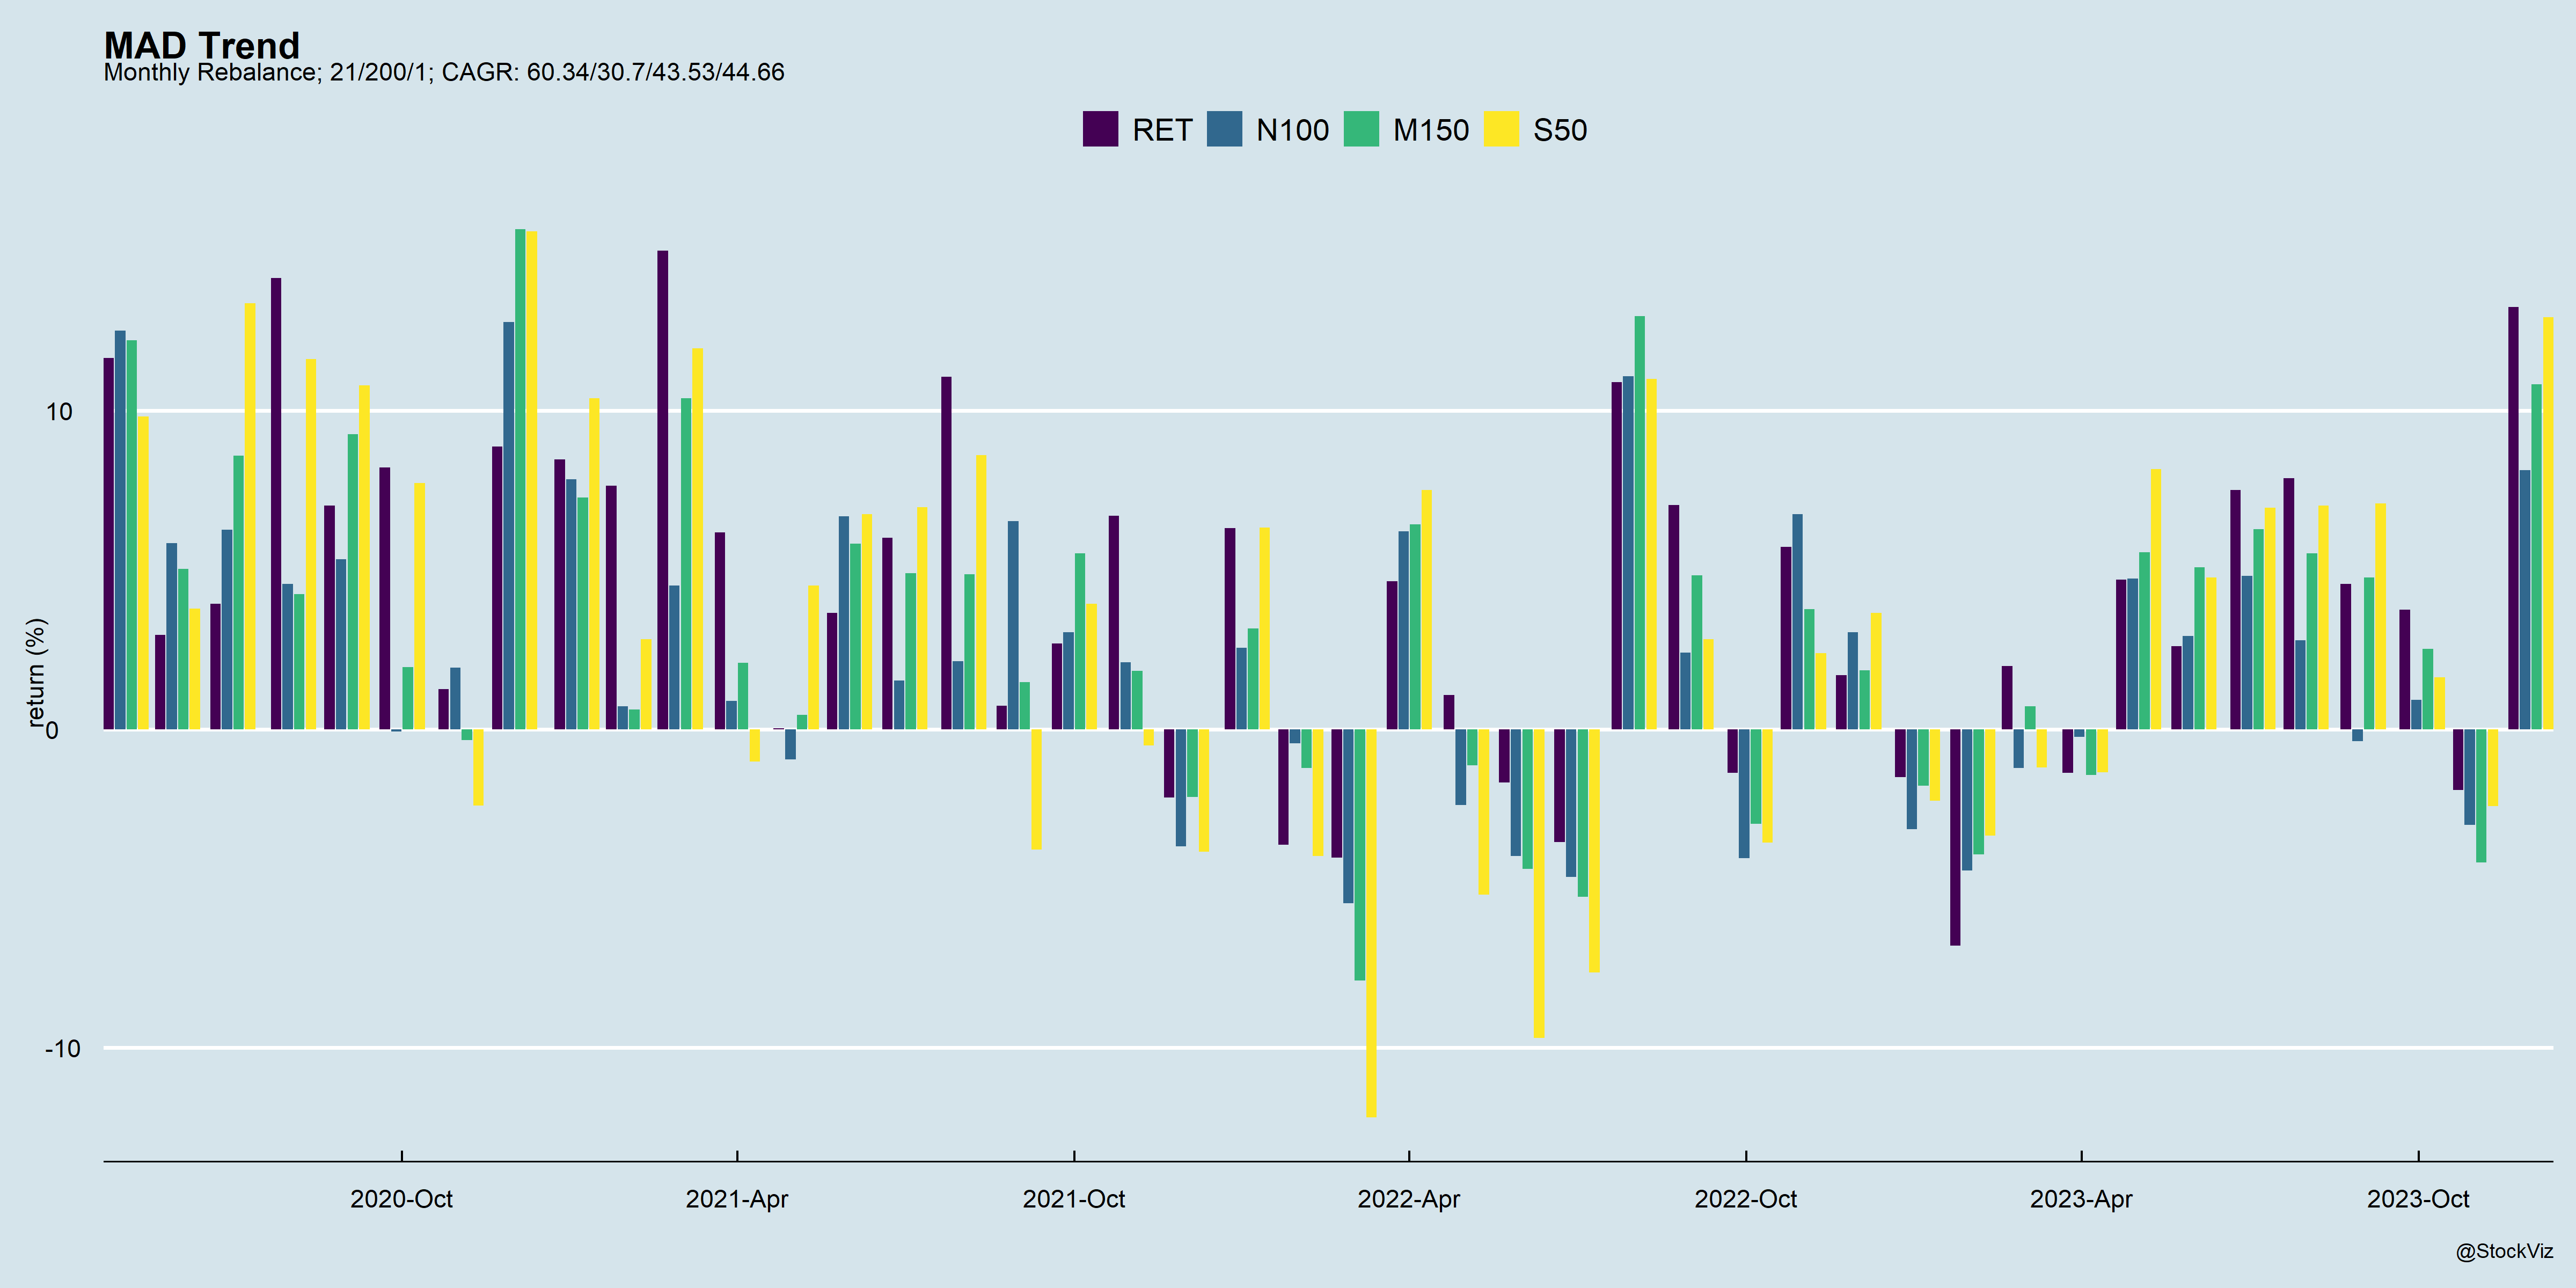 MAD Trend
Monthly Rebalance; 21/200/1; CAGR: 60.34/30.7/43.53/44.66
RET N100 M150 S50
10
return (%)
0
-10
2020-Oct 2021-Apr 2021-Oct 2022-Apr 2022-Oct 2023-Apr 2023-Oct
@StockViz